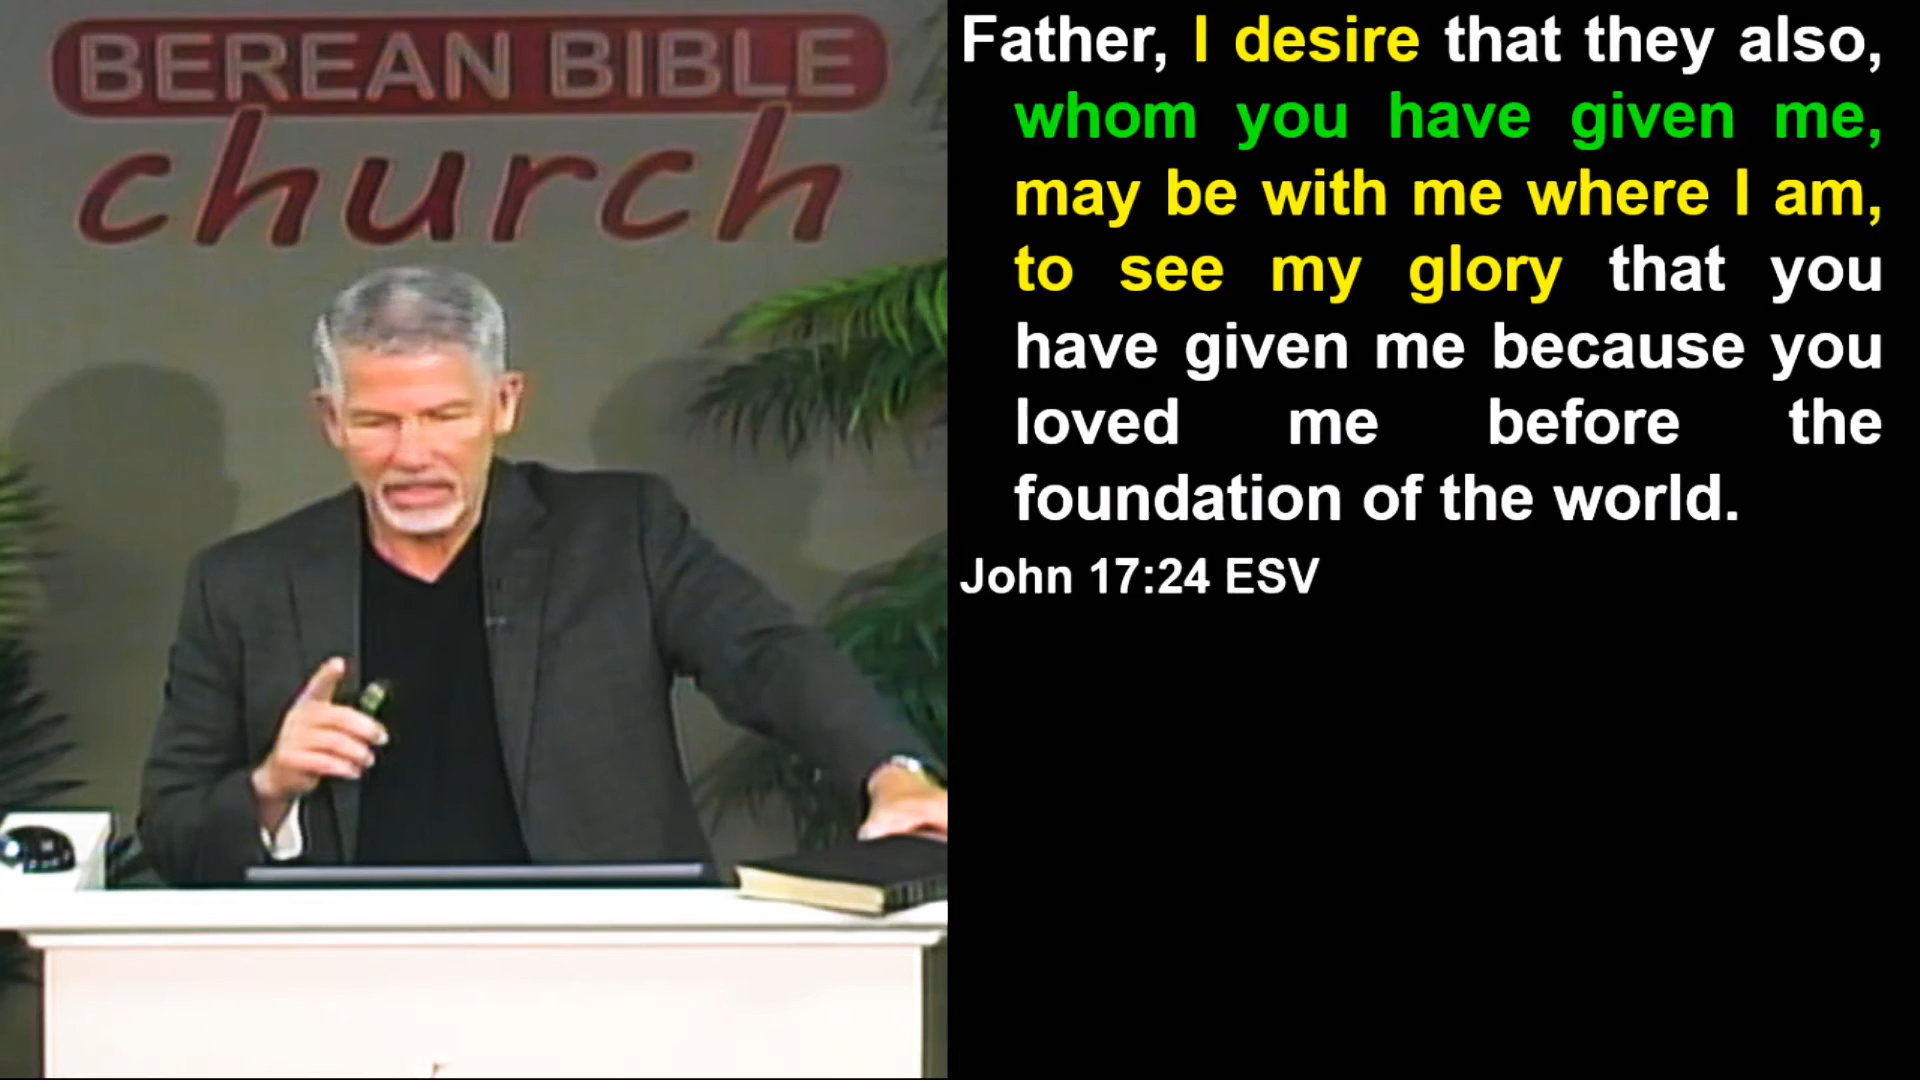 BEREAN BIBLE
church
Father, I desire that they also,
whom you have given me,
may be with me where I am,
to see my glory that you
have given me because you
loved me before the
foundation of the world.
John 17:24 ESV